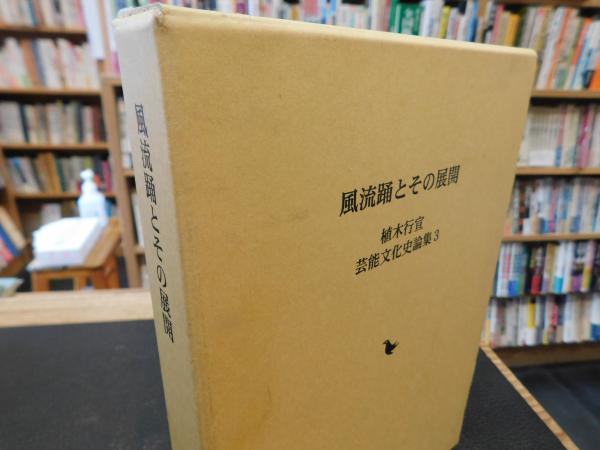 風流踊とその展開
風流踊とその展開
植木行宣
芸能文化史論集3